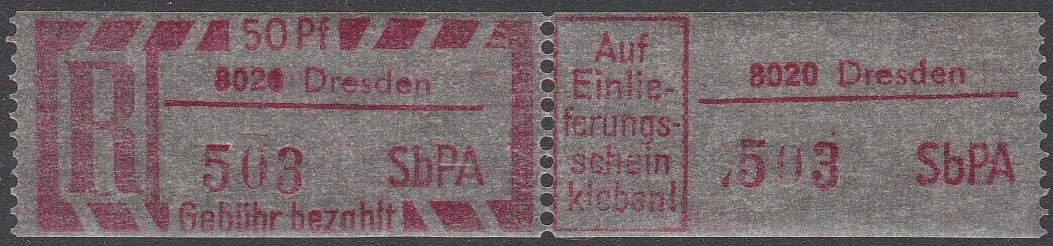 50 Pf
R
8020 Dresden
503 SbPA
Gebühr bezahlt
Auf
Einlie-
ferungs-
schein
kleben!
8020 Dresden
503 SbPA